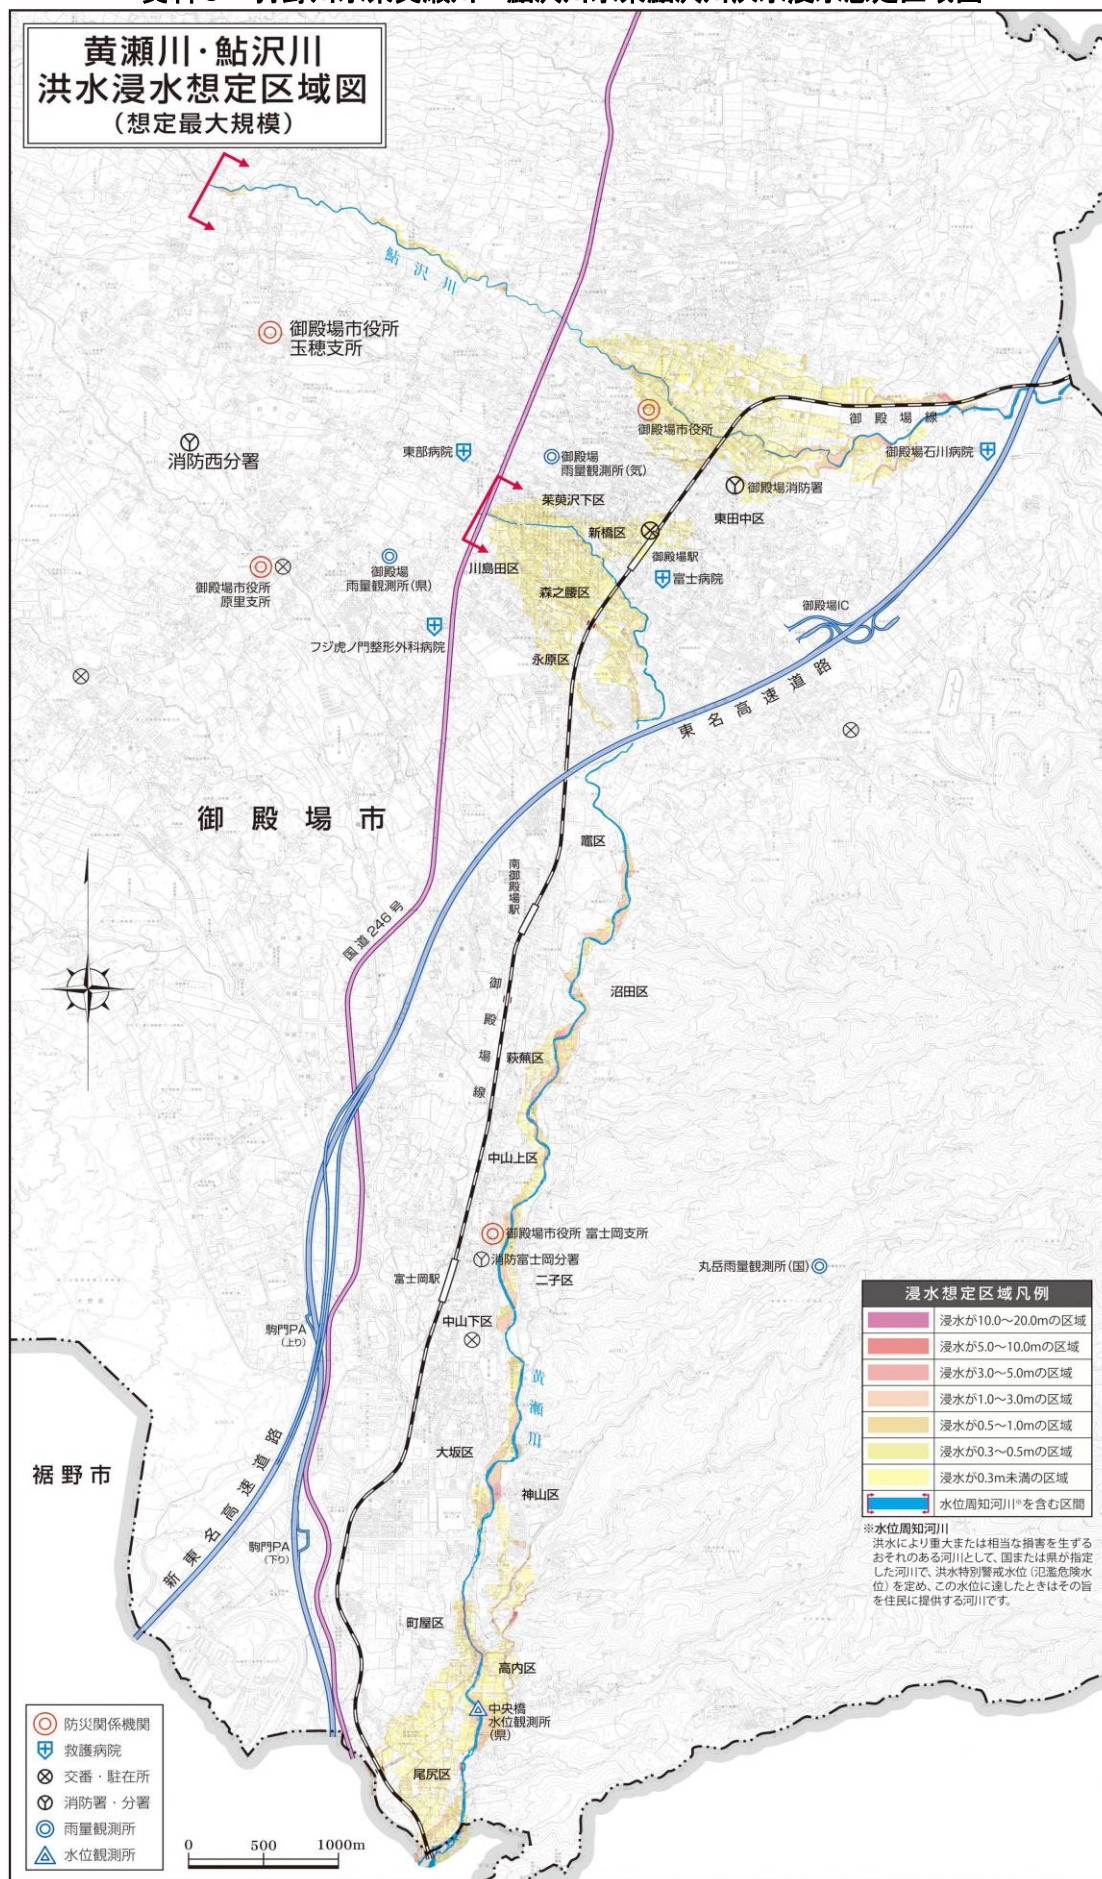 黄瀬川・鮎沢川
洪水浸水想定区域図
(想定最大規模)
鮎沢川
御殿場市役所
玉穂支所
消防西分署
東部病院
御殿場
雨量観測所(気)
御殿場市役所
御殿場線
御殿場石川病院
御殿場消防署
東田中区
茱萸沢下区
新橋区
御殿場駅
川島田区
御殿場
雨量観測所(県)
御殿場市役所
原里支所
森之腰区
富士病院
御殿場IC
フジ虎ノ門整形外科病院
永原区
東名高速道路
御殿場市
竈区
南御殿場駅
国道246号
沼田区
御殿場線
萩蕪区
中山上区
御殿場市役所 富士岡支所
消防富士岡分署
二子区
丸岳雨量観測所(国)
富士岡駅
中山下区
駒門PA
(上り)
黄瀬川
大坂区
裾野市
神山区
新東名高速道路
駒門PA
(下り)
町屋区
高内区
中央橋
水位観測所
(県)
尾尻区
浸水想定区域凡例
浸水が10.0〜20.0mの区域
浸水が5.0〜10.0mの区域
浸水が3.0〜5.0mの区域
浸水が1.0〜3.0mの区域
浸水が0.5〜1.0mの区域
浸水が0.3〜0.5mの区域
浸水が0.3m未満の区域
水位周知河川※を含む区間
※水位周知河川
洪水により重大または相当な損害を生ずる
おそれのある河川として、国または県が指定
した河川で、洪水特別警戒水位(氾濫危険水
位)を定め、この水位に達したときはその旨
を住民に提供する河川です。
防災関係機関
救護病院
交番・駐在所
消防署・分署
雨量観測所
水位観測所
0 500 1000m